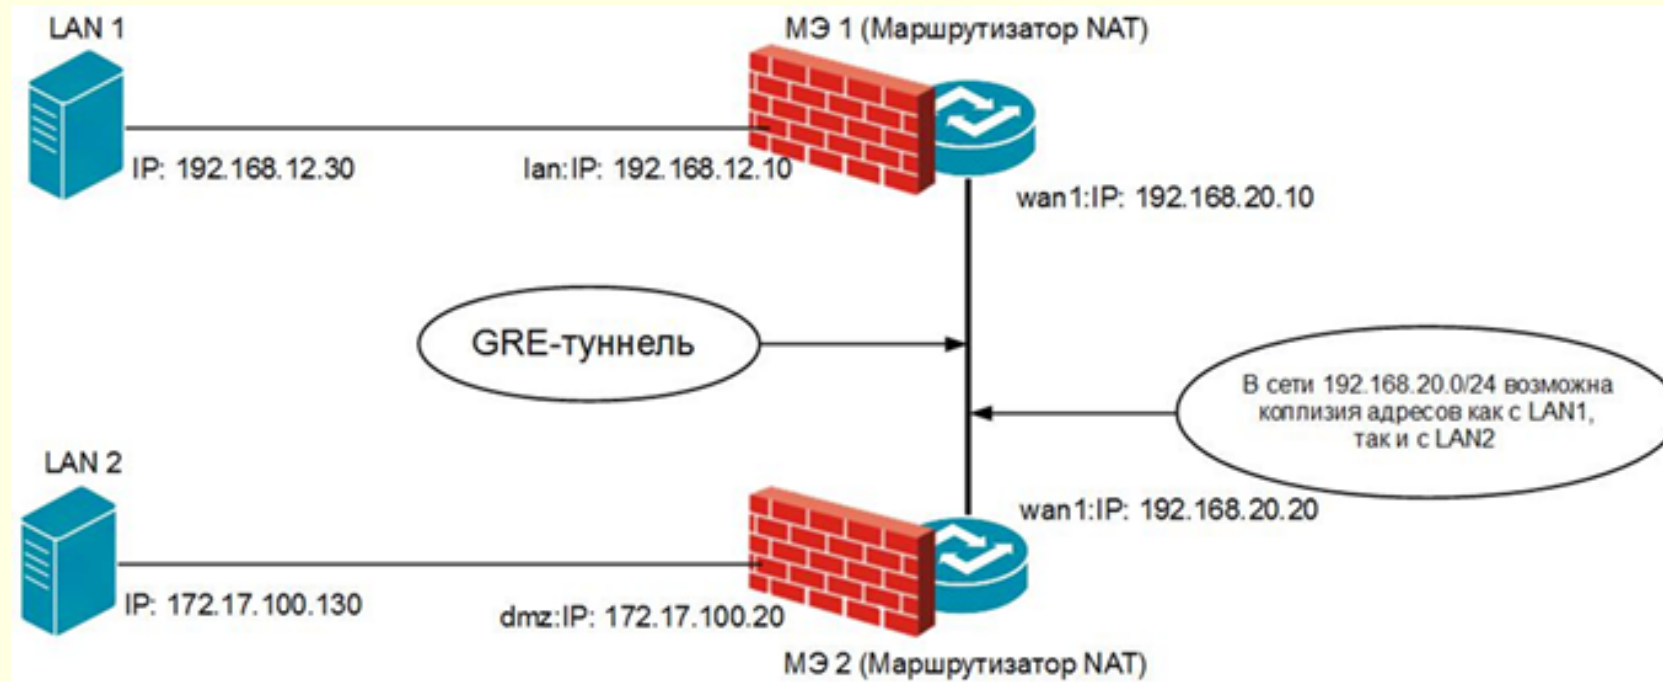 LAN 1
МЭ 1 (Маршрутизатор NAT)
IP: 192.168.12.30
lan:IP: 192.168.12.10
wan1:IP: 192.168.20.10
GRE-туннель
В сети 192.168.20.0/24 возможна
коллизия адресов как с LAN1,
так и с LAN2
LAN 2
wan1:IP: 192.168.20.20
IP: 172.17.100.130
dmz:IP: 172.17.100.20
МЭ 2 (Маршрутизатор NAT)